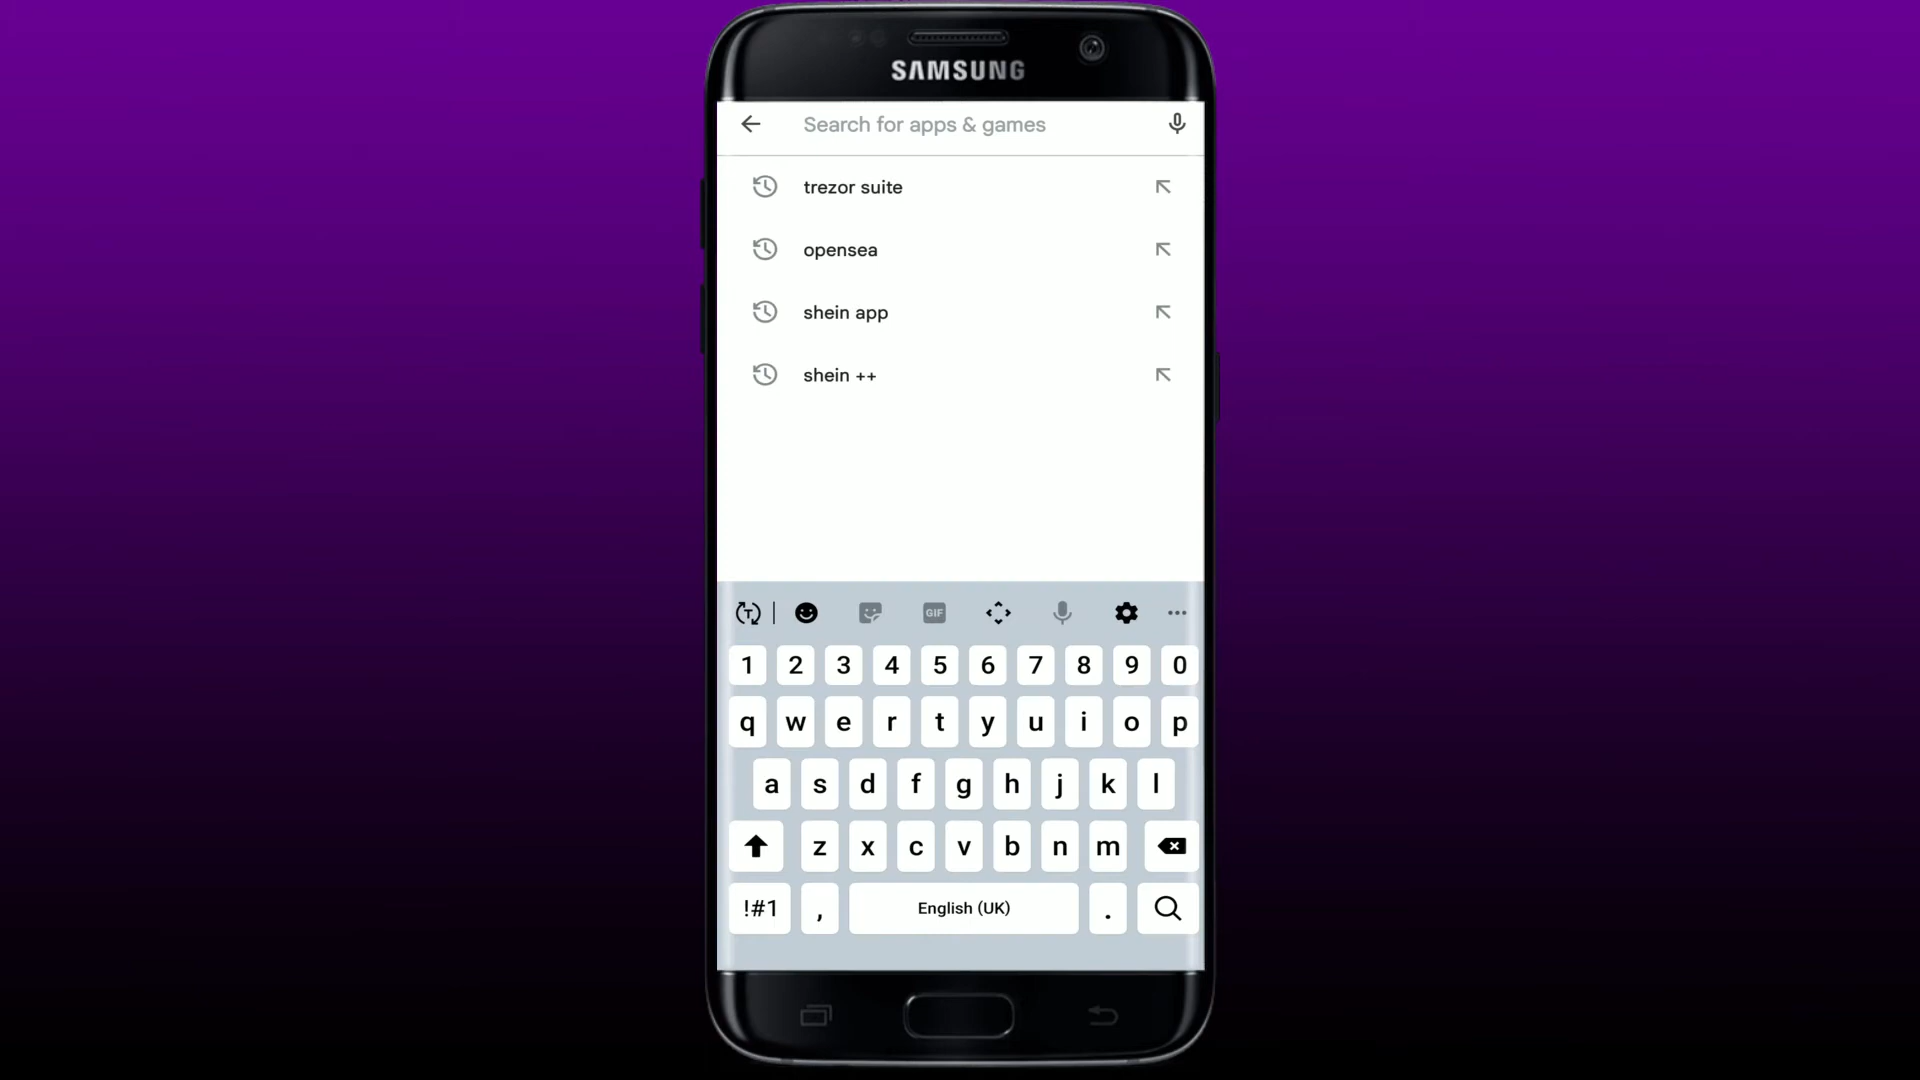 SAMSUNG
Search for apps & games
trezor suite
opensea
shein app
shein ++
T GIF
1 2 3 4 5 6 7 8 9 0
q w e r t y u i o p
a s d f g h j k l
z x c v b n m
!#1 , English (UK) .